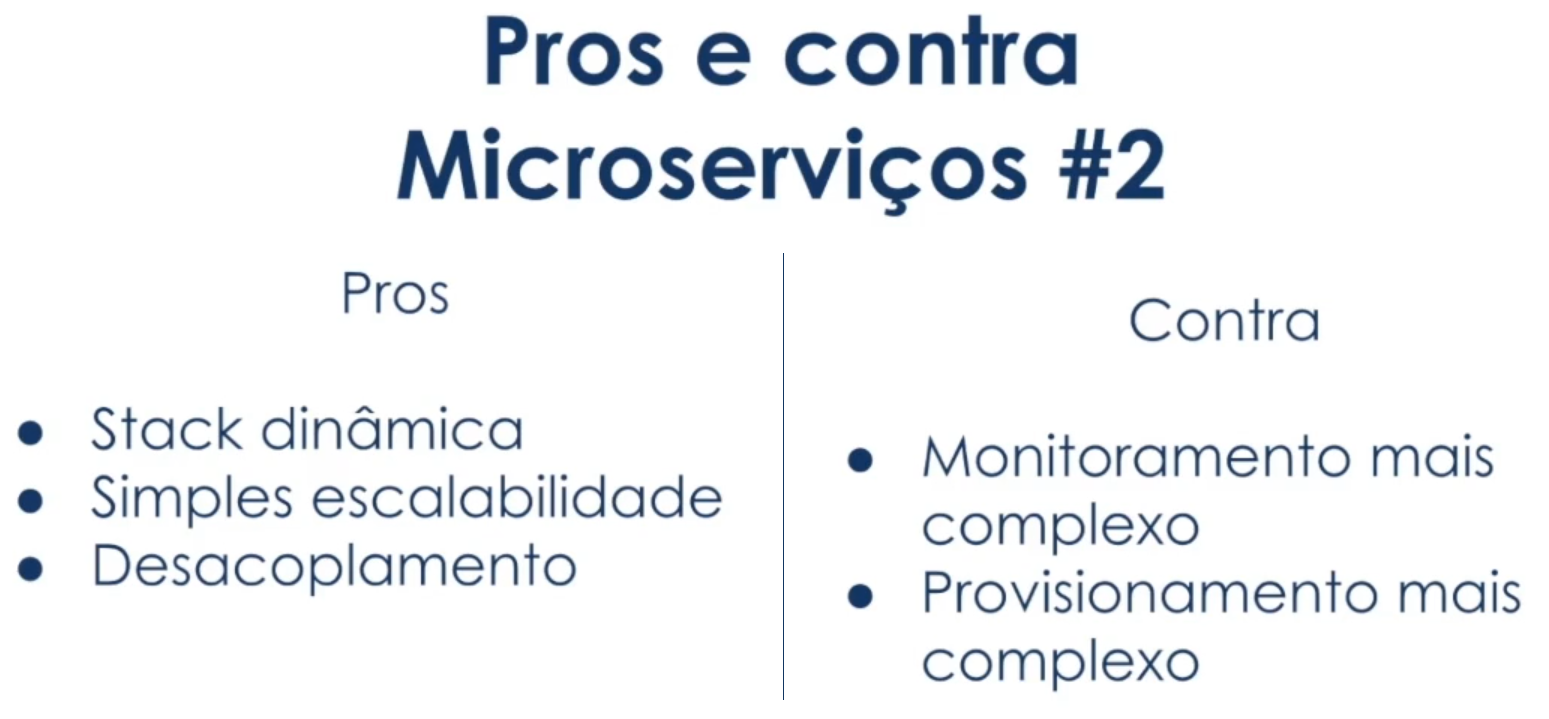 Pros e contra
Microserviços #2
Pros
● Stack dinâmica
● Simples escalabilidade
● Desacoplamento
Contra
● Monitoramento mais
complexo
● Provisionamento mais
complexo